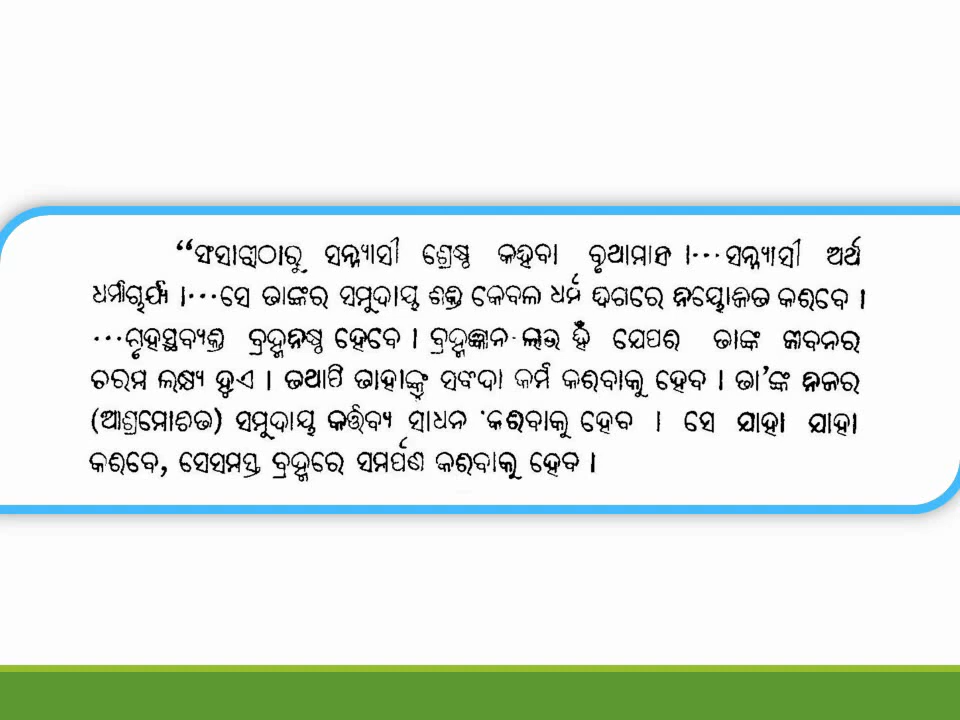 “ସଂସାରୀଠାରୁ ସନ୍ନ୍ୟାସୀ ଶ୍ରେଷ୍ଠ କହିବା ବୃଥାମାତ୍ର ।···ସନ୍ନ୍ୟାସୀ ଅର୍ଥ
ଧର୍ମାଚାର୍ଯ୍ୟ ।···ସେ ତାଙ୍କର ସମୁଦାୟ ଶକ୍ତି କେବଳ ଧର୍ମ ଦିଗରେ ନିୟୋଜିତ କରିବେ ।
···ଗୃହସ୍ଥବ୍ୟକ୍ତି ବ୍ରହ୍ମନିଷ୍ଠ ହେବେ । ବ୍ରହ୍ମଜ୍ଞାନ ଲାଭ ହିଁ ଯେପରି ତାଙ୍କ ଜୀବନର
ଚରମ ଲକ୍ଷ୍ୟ ହୁଏ । ତଥାପି ତାହାଙ୍କୁ ସର୍ବଦା କର୍ମ କରିବାକୁ ହେବ । ତା’ଙ୍କ ନିଜର
(ଆଶ୍ରମୋଚିତ) ସମୁଦାୟ କର୍ତ୍ତବ୍ୟ ସାଧନ କରିବାକୁ ହେବ । ସେ ଯାହା ଯାହା
କରିବେ, ସେସମସ୍ତ ବ୍ରହ୍ମରେ ସମର୍ପଣ କରିବାକୁ ହେବ ।